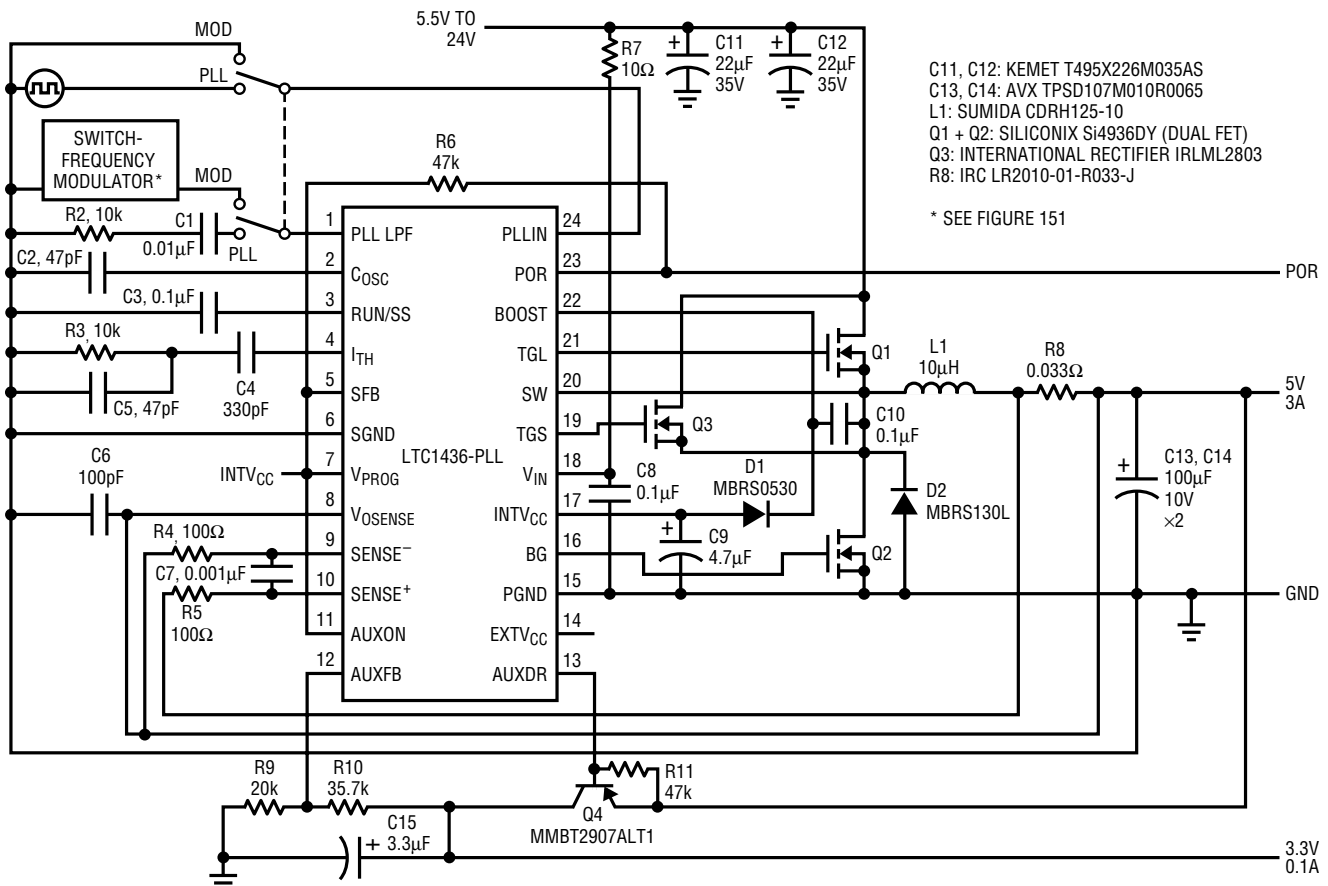 MOD
PLL
SWITCH-
FREQUENCY
MODULATOR*
MOD
PLL
R2, 10k
C1
0.01µF
C2, 47pF
C3, 0.1µF
R3, 10k
C4
330pF
C5, 47pF
C6
100pF
INTVCC
R4, 100Ω
C7, 0.001µF
R5
100Ω
R6
47k
5.5V TO
24V
R7
10Ω
+
C11
22µF
35V
+
C12
22µF
35V
C11, C12: KEMET T495X226M035AS
C13, C14: AVX TPSD107M010R0065
L1: SUMIDA CDRH125-10
Q1 + Q2: SILICONIX Si4936DY (DUAL FET)
Q3: INTERNATIONAL RECTIFIER IRLML2803
R8: IRC LR2010-01-R033-J
* SEE FIGURE 151
LTC1436-PLL
1 PLL LPF
2 COSC
3 RUN/SS
4 ITH
5 SFB
6 SGND
7 VPROG
8 VOSENSE
9 SENSE−
10 SENSE+
11 AUXON
12 AUXFB
24 PLLIN
23 POR
22 BOOST
21 TGL
20 SW
19 TGS
18 VIN
17 INTVCC
16 BG
15 PGND
14 EXTVCC
13 AUXDR
POR
Q1
L1
10µH
R8
0.033Ω
5V
3A
Q3
C10
0.1µF
C8
0.1µF
D1
MBRS0530
D2
MBRS130L
+
C9
4.7µF
Q2
+
C13, C14
100µF
10V
×2
GND
R9
20k
R10
35.7k
R11
47k
Q4
MMBT2907ALT1
C15
+ 3.3µF
3.3V
0.1A